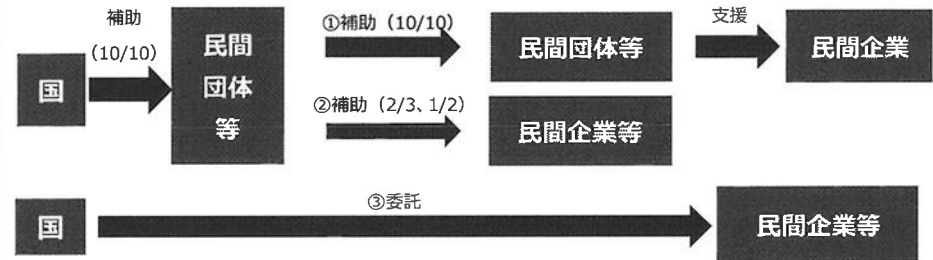 補助
(10/10)
国
民間
団体
等
①補助（10/10）
民間団体等
支援
民間企業
②補助（2/3、1/2）
民間企業等
国
③委託
民間企業等